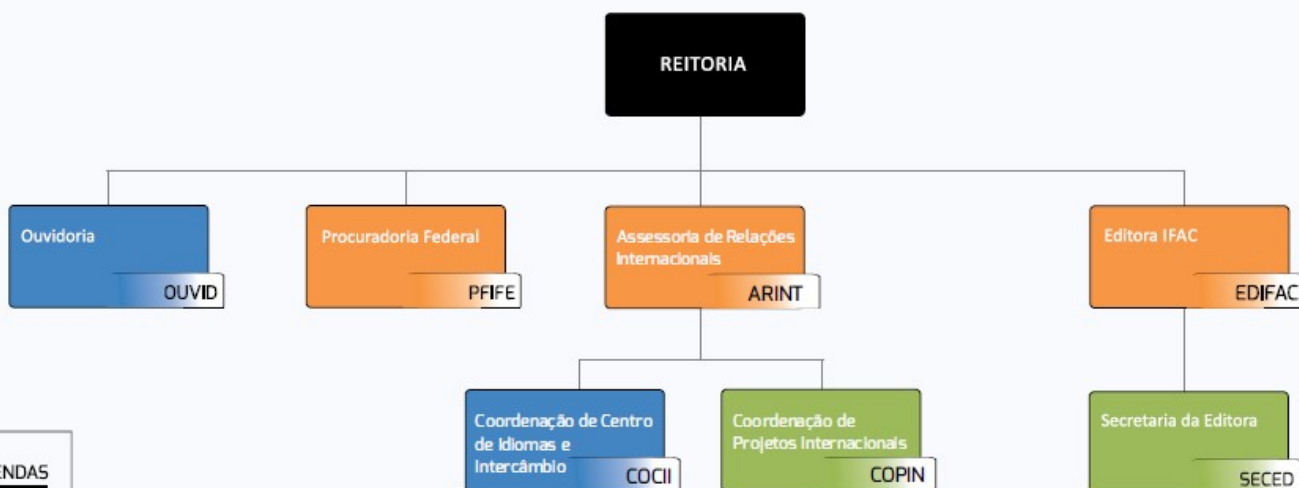 REITORIA
Ouvidoria
OUVID
Procuradoria Federal
PFIFE
Assessoria de Relações
Internacionais
ARINT
Editora IFAC
EDIFAC
Coordenação de Centro
de Idiomas e
Intercâmbio
COCII
Coordenação de
Projetos Internacionais
COPIN
Secretaria da Editora
SECED
ENDAS